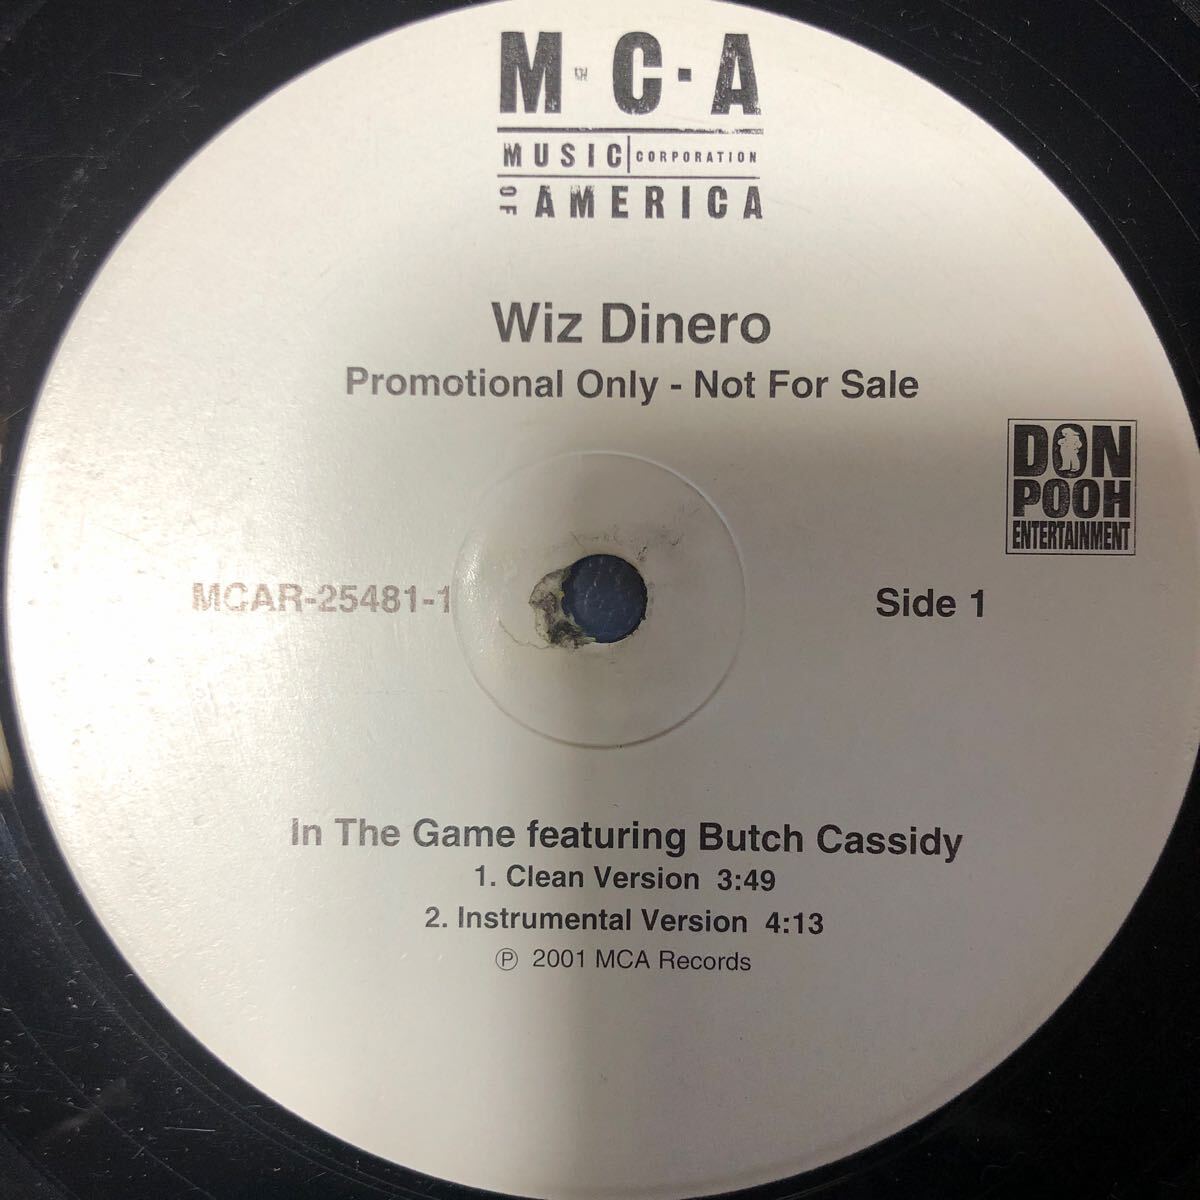 M·C·A
MUSIC CORPORATION
OF AMERICA
Wiz Dinero
Promotional Only - Not For Sale
DON
POOH
ENTERTAINMENT
MCAR-25481-1
Side 1
In The Game featuring Butch Cassidy
1. Clean Version 3:49
2. Instrumental Version 4:13
℗ 2001 MCA Records